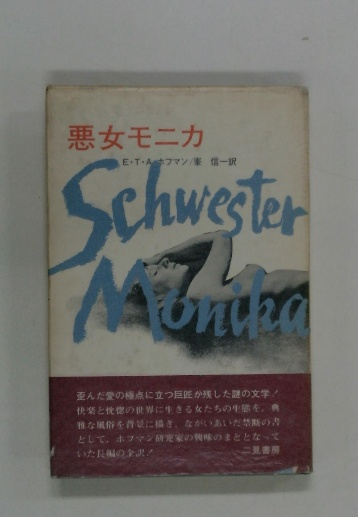 悪女モニカ
E・T・A・ホフマン/峯 信一訳
Schwester
Monika
歪んだ愛の極点に立つ巨匠が残した謎の文学!
快楽と恍惚の世界に生きる女たちの生態を、典
雅な風俗を背景に描き、ながいあいだ禁断の書
として、ホフマン研究家の興味のまととなって
いた長編の全訳!
二見書房